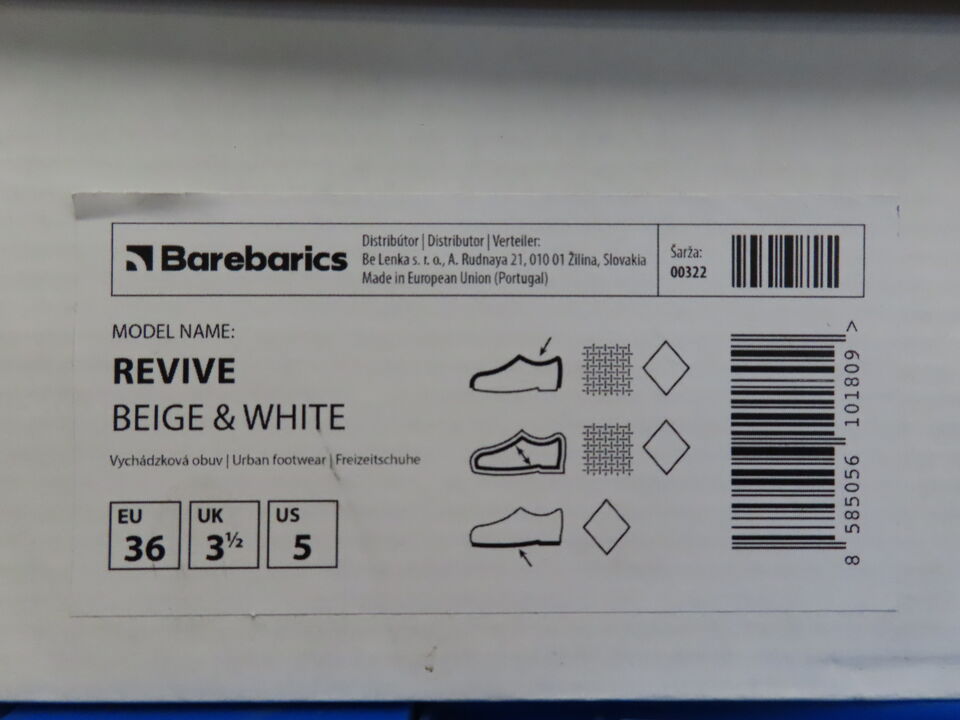 Barebarics
Distribútor | Distributor | Verteiler:
Be Lenka s. r. o., A. Rudnaya 21, 010 01 Žilina, Slovakia
Made in European Union (Portugal)
Šarža:
00322
MODEL NAME:
REVIVE
BEIGE & WHITE
Vychádzková obuv | Urban footwear | Freizeitschuhe
EU
36
UK
3½
US
5
8 585056 101809 >